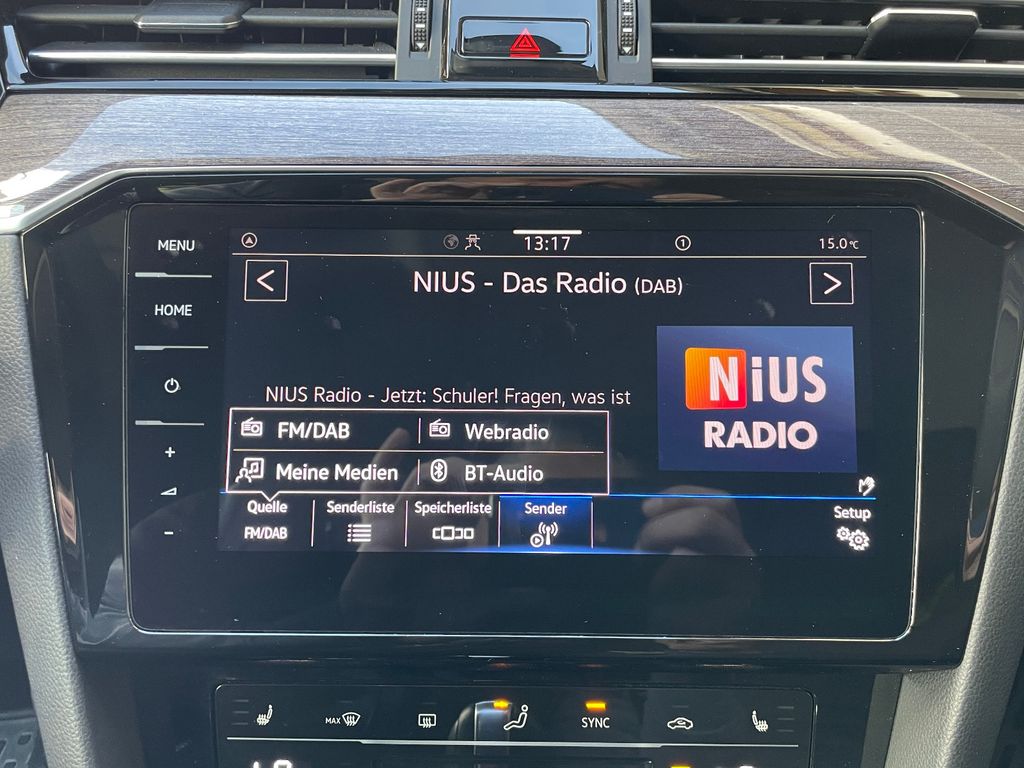 MENU
HOME
13:17
1
15.0°C
<
NIUS - Das Radio (DAB)
>
NIUS Radio - Jetzt: Schuler! Fragen, was ist
NiUS
RADIO
FM/DAB
Webradio
Meine Medien
BT-Audio
Quelle
Senderliste
Speicherliste
Sender
Setup
FM/DAB
+
-
MAX
SYNC